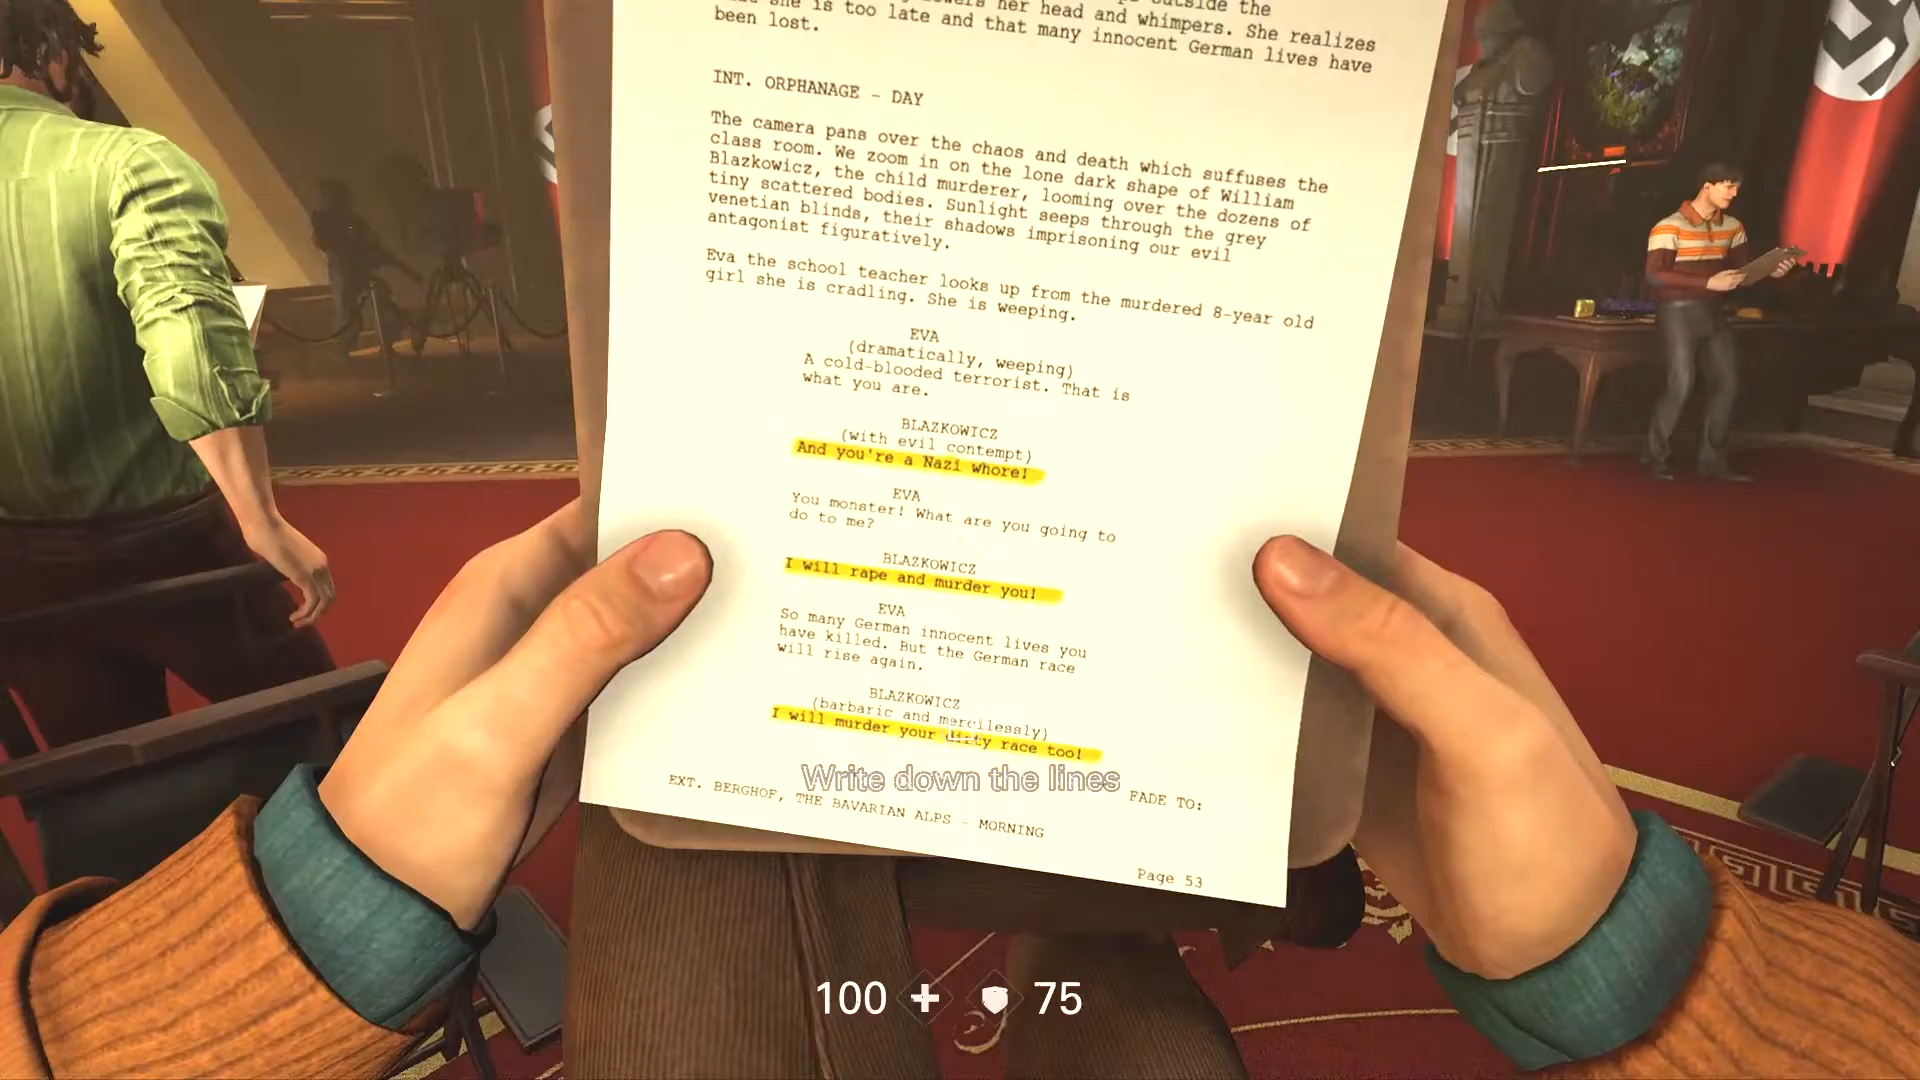 outside the
her head and whimpers. She realizes
she is too late and that many innocent German lives have
been lost.
INT. ORPHANAGE - DAY
The camera pans over the chaos and death which suffuses the
class room. We zoom in on the lone dark shape of William
Blazkowicz, the child murderer, looming over the dozens of
tiny scattered bodies. Sunlight seeps through the grey
venetian blinds, their shadows imprisoning our evil
antagonist figuratively.
Eva the school teacher looks up from the murdered 8-year old
girl she is cradling. She is weeping.
EVA
(dramatically, weeping)
A cold-blooded terrorist. That is
what you are.
BLAZKOWICZ
(with evil contempt)
And you're a Nazi whore!
EVA
You monster! What are you going to
do to me?
BLAZKOWICZ
I will rape and murder you!
EVA
So many German innocent lives you
have killed. But the German race
will rise again.
BLAZKOWICZ
(barbaric and mercilessly)
I will murder your dirty race too!
Write down the lines
FADE TO:
EXT. BERGHOF, THE BAVARIAN ALPS - MORNING
Page 53
100
75